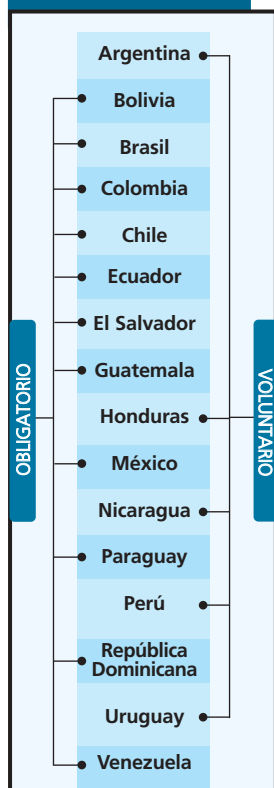 Argentina
Bolivia
Brasil
Colombia
Chile
Ecuador
El Salvador
Guatemala
OBLIGATORIO
VOLUNTARIO
Honduras
México
Nicaragua
Paraguay
Perú
República
Dominicana
Uruguay
Venezuela